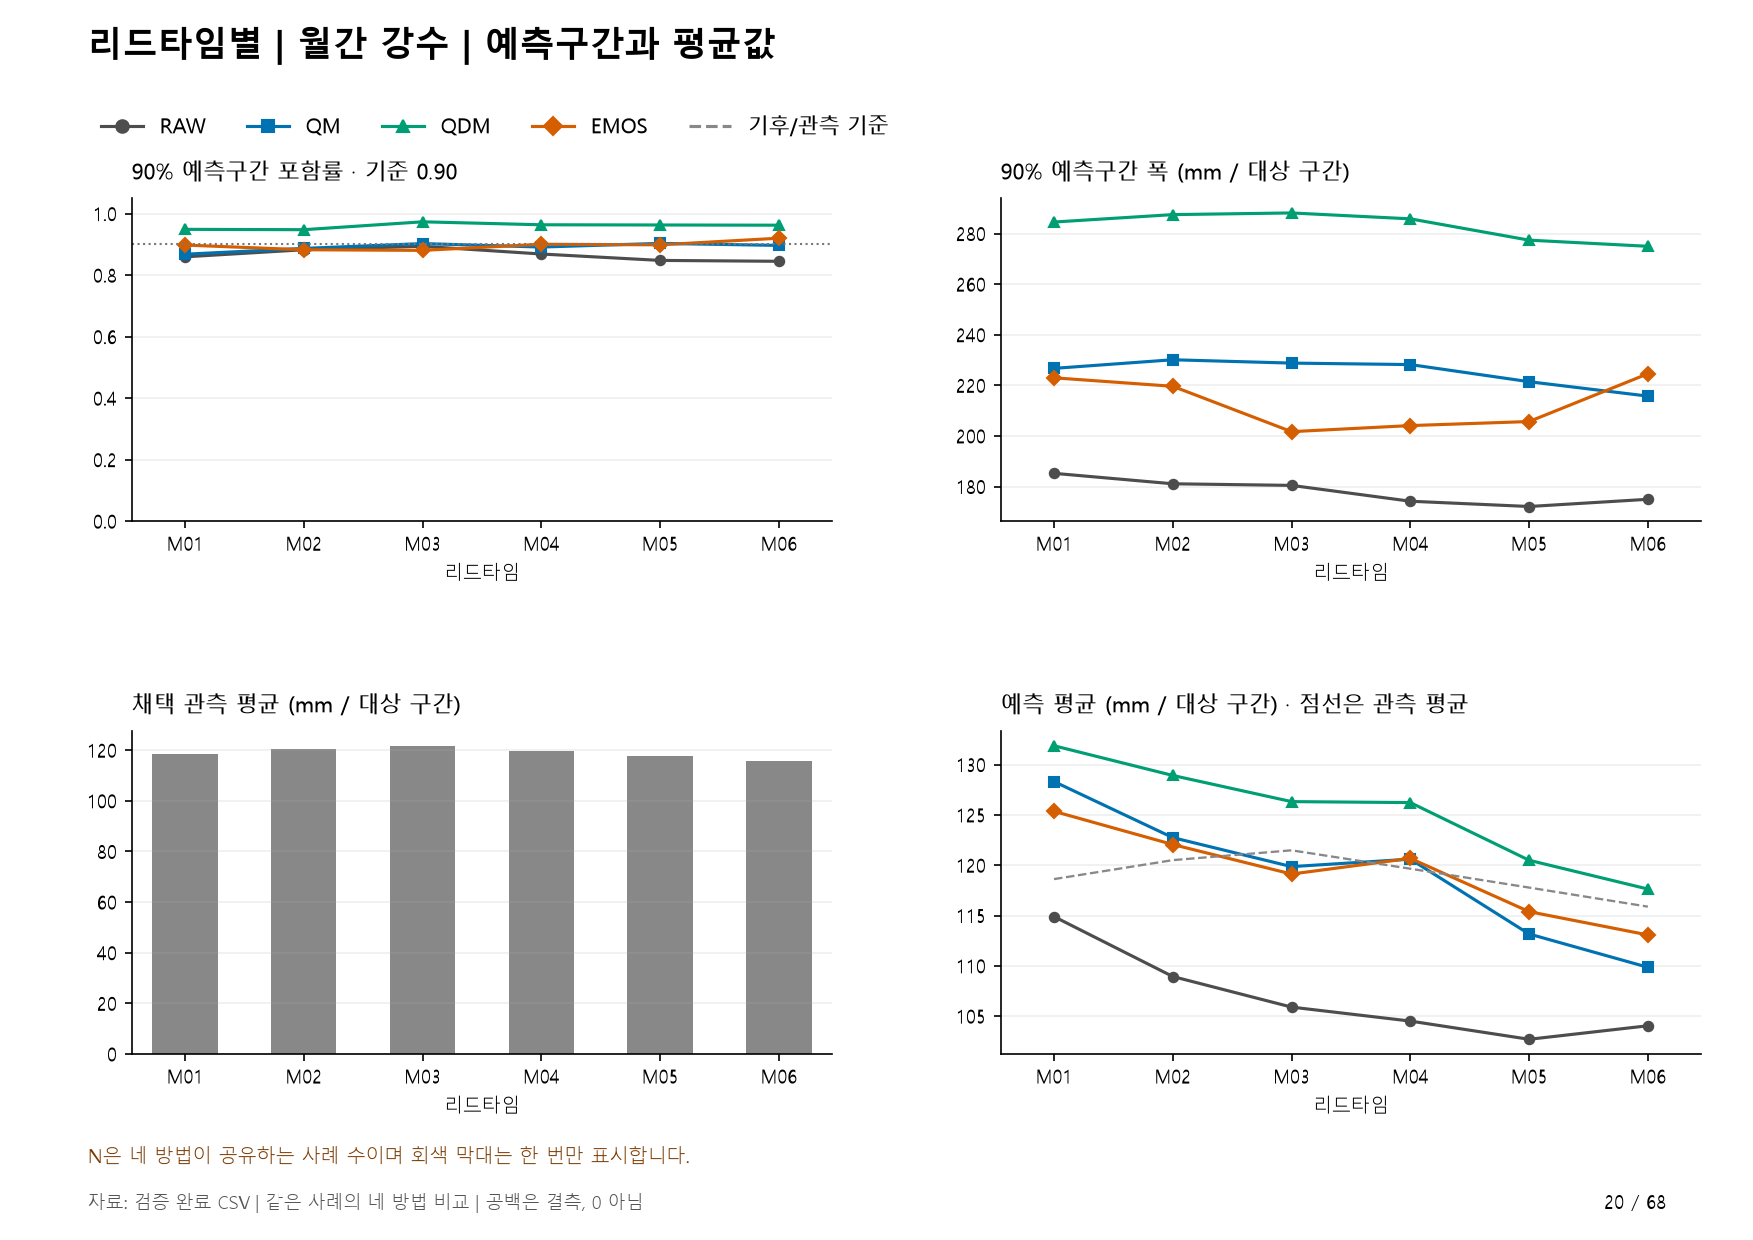 리드타임별 | 월간 강수 | 예측구간과 평균값
RAW QM QDM EMOS 기후/관측 기준
90% 예측구간 포함률 · 기준 0.90
1.0
0.8
0.6
0.4
0.2
0.0
M01 M02 M03 M04 M05 M06
리드타임
90% 예측구간 폭 (mm / 대상 구간)
280
260
240
220
200
180
M01 M02 M03 M04 M05 M06
리드타임
채택 관측 평균 (mm / 대상 구간)
120
100
80
60
40
20
0
M01 M02 M03 M04 M05 M06
리드타임
예측 평균 (mm / 대상 구간) · 점선은 관측 평균
130
125
120
115
110
105
M01 M02 M03 M04 M05 M06
리드타임
N은 네 방법이 공유하는 사례 수이며 회색 막대는 한 번만 표시합니다.
자료: 검증 완료 CSV | 같은 사례의 네 방법 비교 | 공백은 결측, 0 아님
20 / 68